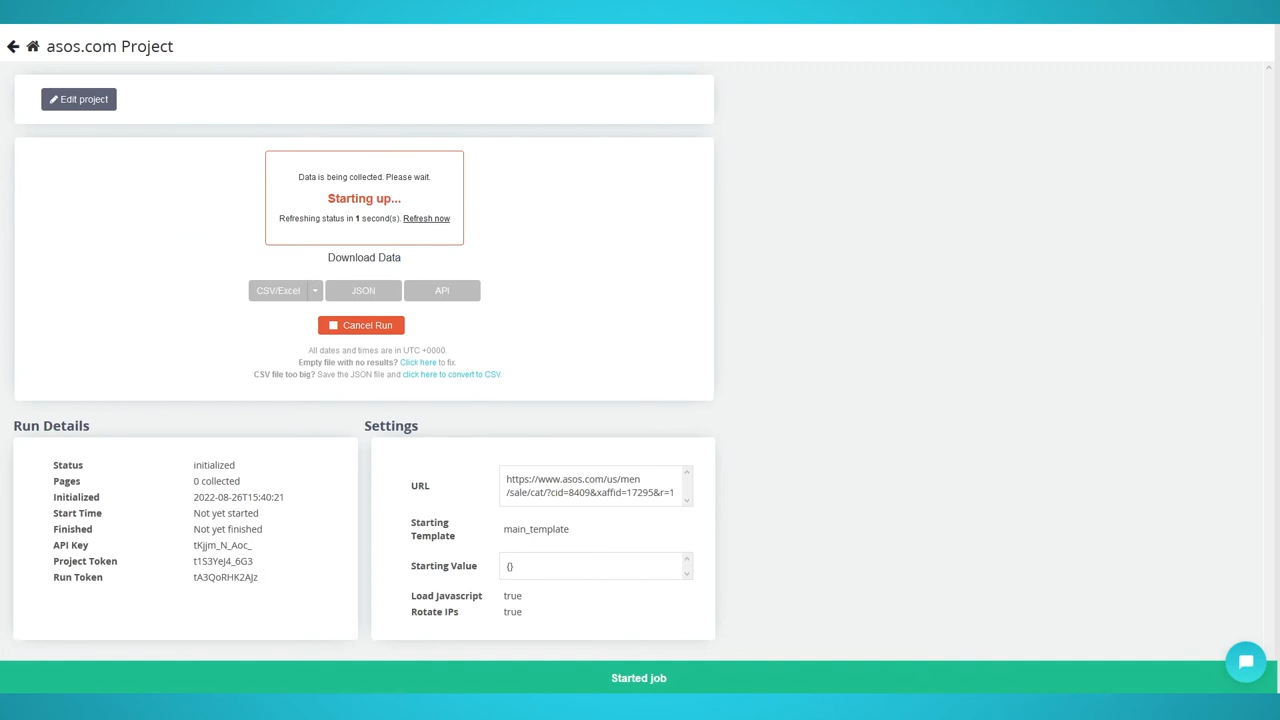 asos.com Project
Edit project
Data is being collected. Please wait.
Starting up...
Refreshing status in 1 second(s). Refresh now
Download Data
CSV/Excel
JSON
API
Cancel Run
All dates and times are in UTC +0000.
Empty file with no results? Click here to fix.
CSV file too big? Save the JSON file and click here to convert to CSV.
Run Details
Status initialized
Pages 0 collected
Initialized 2022-08-26T15:40:21
Start Time Not yet started
Finished Not yet finished
API Key tKjjm_N_Aoc_
Project Token t1S3YeJ4_6G3
Run Token tA3QoRHK2AJz
Settings
URL
https://www.asos.com/us/men
/sale/cat/?cid=8409&xaffid=17295&r=1
Starting
Template
main_template
Starting Value {}
Load Javascript true
Rotate IPs true
Started job